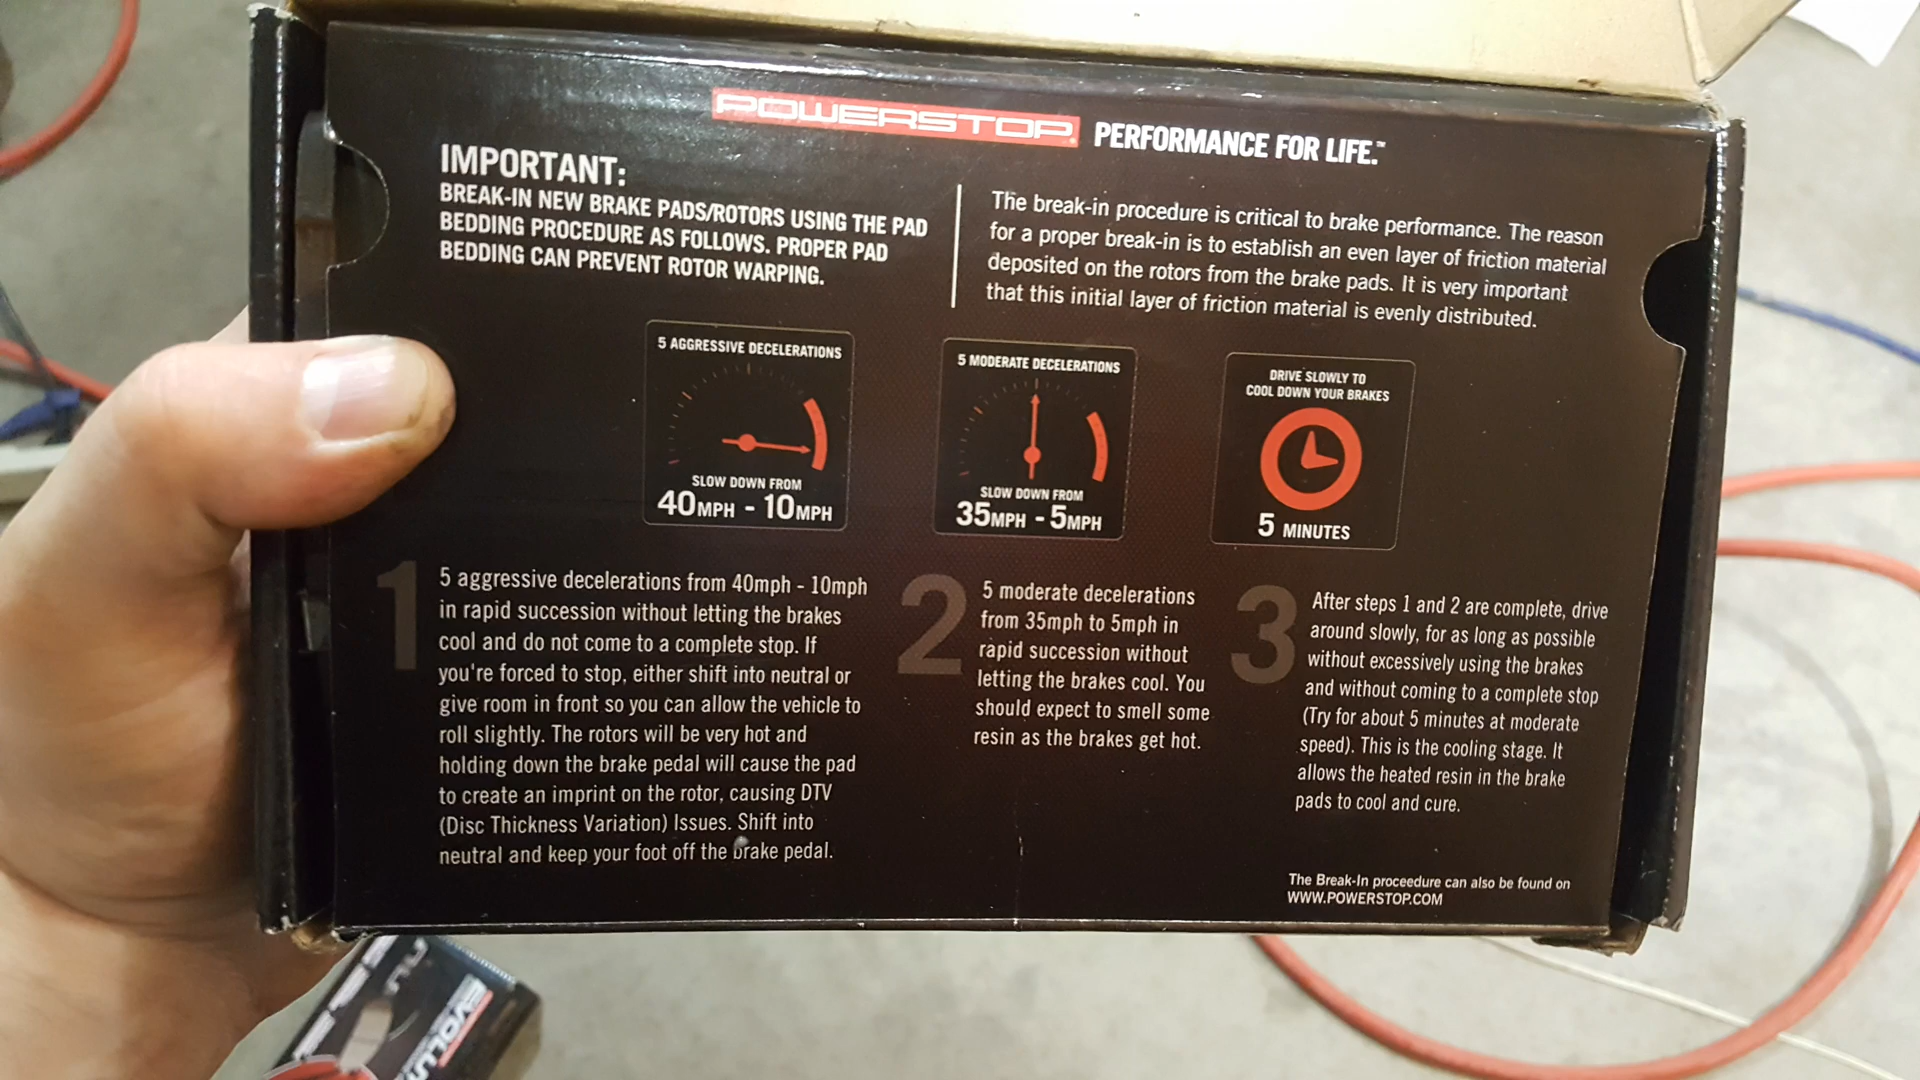 POWERSTOP PERFORMANCE FOR LIFE.™
IMPORTANT:
BREAK-IN NEW BRAKE PADS/ROTORS USING THE PAD
BEDDING PROCEDURE AS FOLLOWS. PROPER PAD
BEDDING CAN PREVENT ROTOR WARPING.
The break-in procedure is critical to brake performance. The reason
for a proper break-in is to establish an even layer of friction material
deposited on the rotors from the brake pads. It is very important
that this initial layer of friction material is evenly distributed.
5 AGGRESSIVE DECELERATIONS
SLOW DOWN FROM
40MPH - 10MPH
5 MODERATE DECELERATIONS
SLOW DOWN FROM
35MPH - 5MPH
DRIVE SLOWLY TO
COOL DOWN YOUR BRAKES
5 MINUTES
1
5 aggressive decelerations from 40mph - 10mph
in rapid succession without letting the brakes
cool and do not come to a complete stop. If
you're forced to stop, either shift into neutral or
give room in front so you can allow the vehicle to
roll slightly. The rotors will be very hot and
holding down the brake pedal will cause the pad
to create an imprint on the rotor, causing DTV
(Disc Thickness Variation) Issues. Shift into
neutral and keep your foot off the brake pedal.
2
5 moderate decelerations
from 35mph to 5mph in
rapid succession without
letting the brakes cool. You
should expect to smell some
resin as the brakes get hot.
3
After steps 1 and 2 are complete, drive
around slowly, for as long as possible
without excessively using the brakes
and without coming to a complete stop
(Try for about 5 minutes at moderate
speed). This is the cooling stage. It
allows the heated resin in the brake
pads to cool and cure.
The Break-In proceedure can also be found on
WWW.POWERSTOP.COM